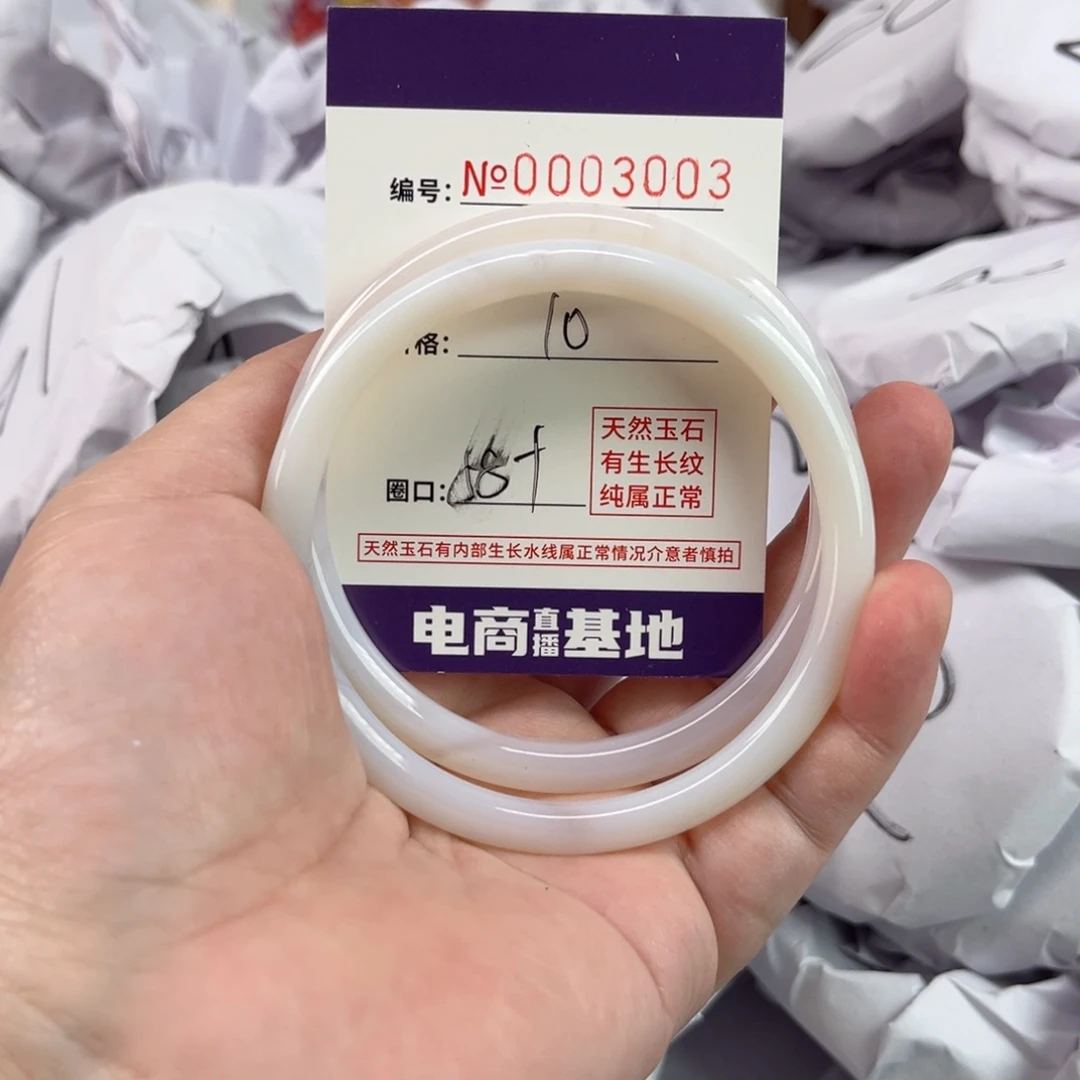 编号: №0003003
格: 10
圈口:
天然玉石
有生长纹
纯属正常
天然玉石有内部生长水线属正常情况介意者慎拍
电商直播基地